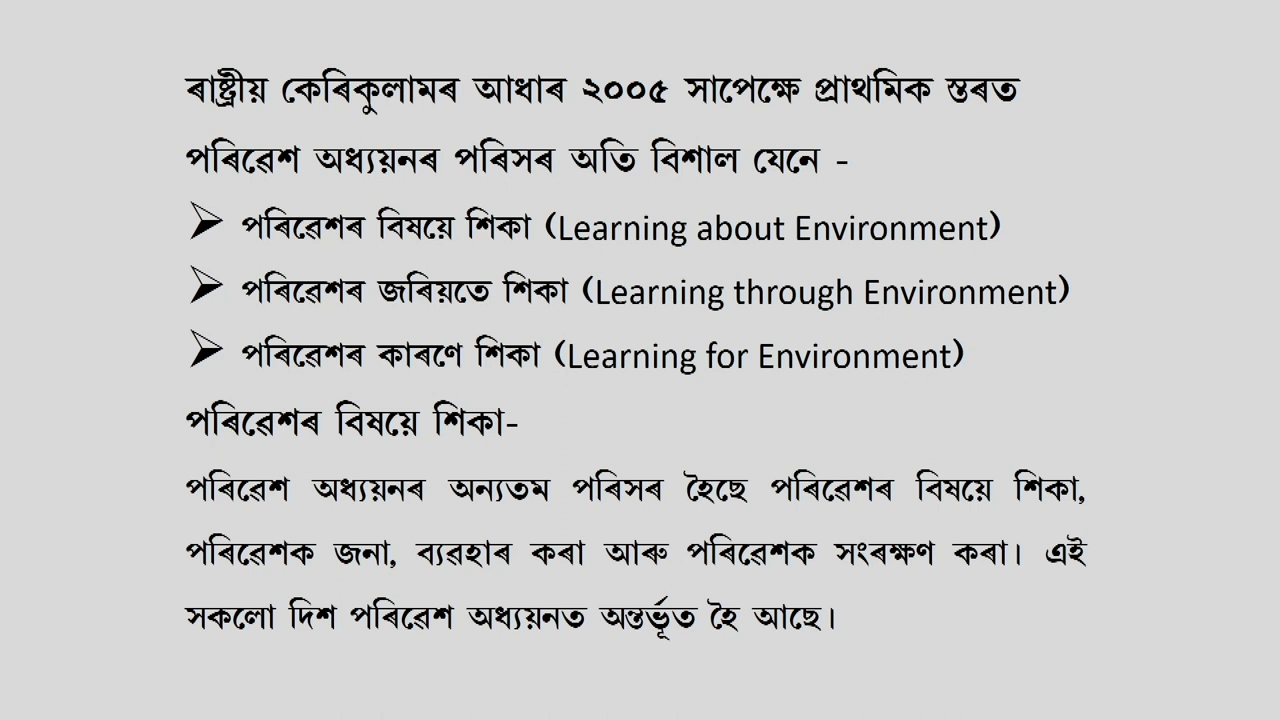 ৰাষ্ট্ৰীয় কেৰিকুলামৰ আধাৰ ২০০৫ সাপেক্ষে প্ৰাথমিক স্তৰত
পৰিৱেশ অধ্যয়নৰ পৰিসৰ অতি বিশাল যেনে -
➢ পৰিৱেশৰ বিষয়ে শিকা (Learning about Environment)
➢ পৰিৱেশৰ জৰিয়তে শিকা (Learning through Environment)
➢ পৰিৱেশৰ কাৰণে শিকা (Learning for Environment)
পৰিৱেশৰ বিষয়ে শিকা-
পৰিৱেশ অধ্যয়নৰ অন্যতম পৰিসৰ হৈছে পৰিৱেশৰ বিষয়ে শিকা,
পৰিৱেশক জনা, ব্যৱহাৰ কৰা আৰু পৰিৱেশক সংৰক্ষণ কৰা। এই
সকলো দিশ পৰিৱেশ অধ্যয়নত অন্তৰ্ভূত হৈ আছে।